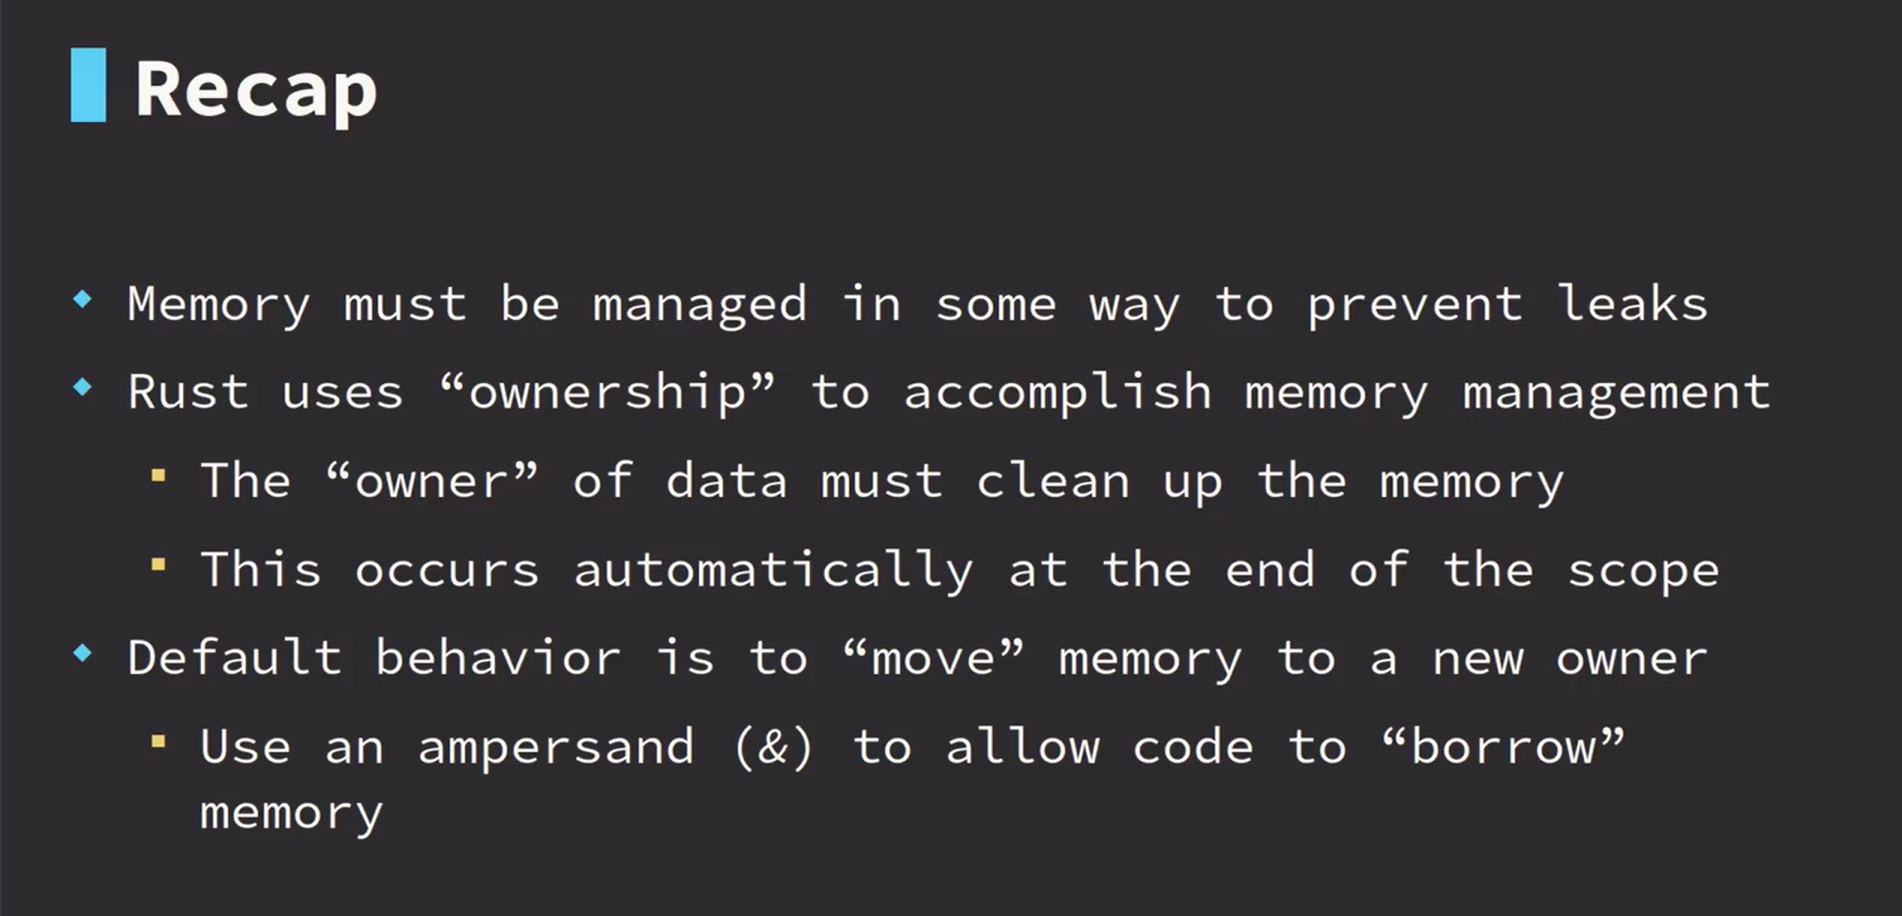 Recap
Memory must be managed in some way to prevent leaks
Rust uses “ownership” to accomplish memory management
The “owner” of data must clean up the memory
This occurs automatically at the end of the scope
Default behavior is to “move” memory to a new owner
Use an ampersand (&) to allow code to “borrow”
memory